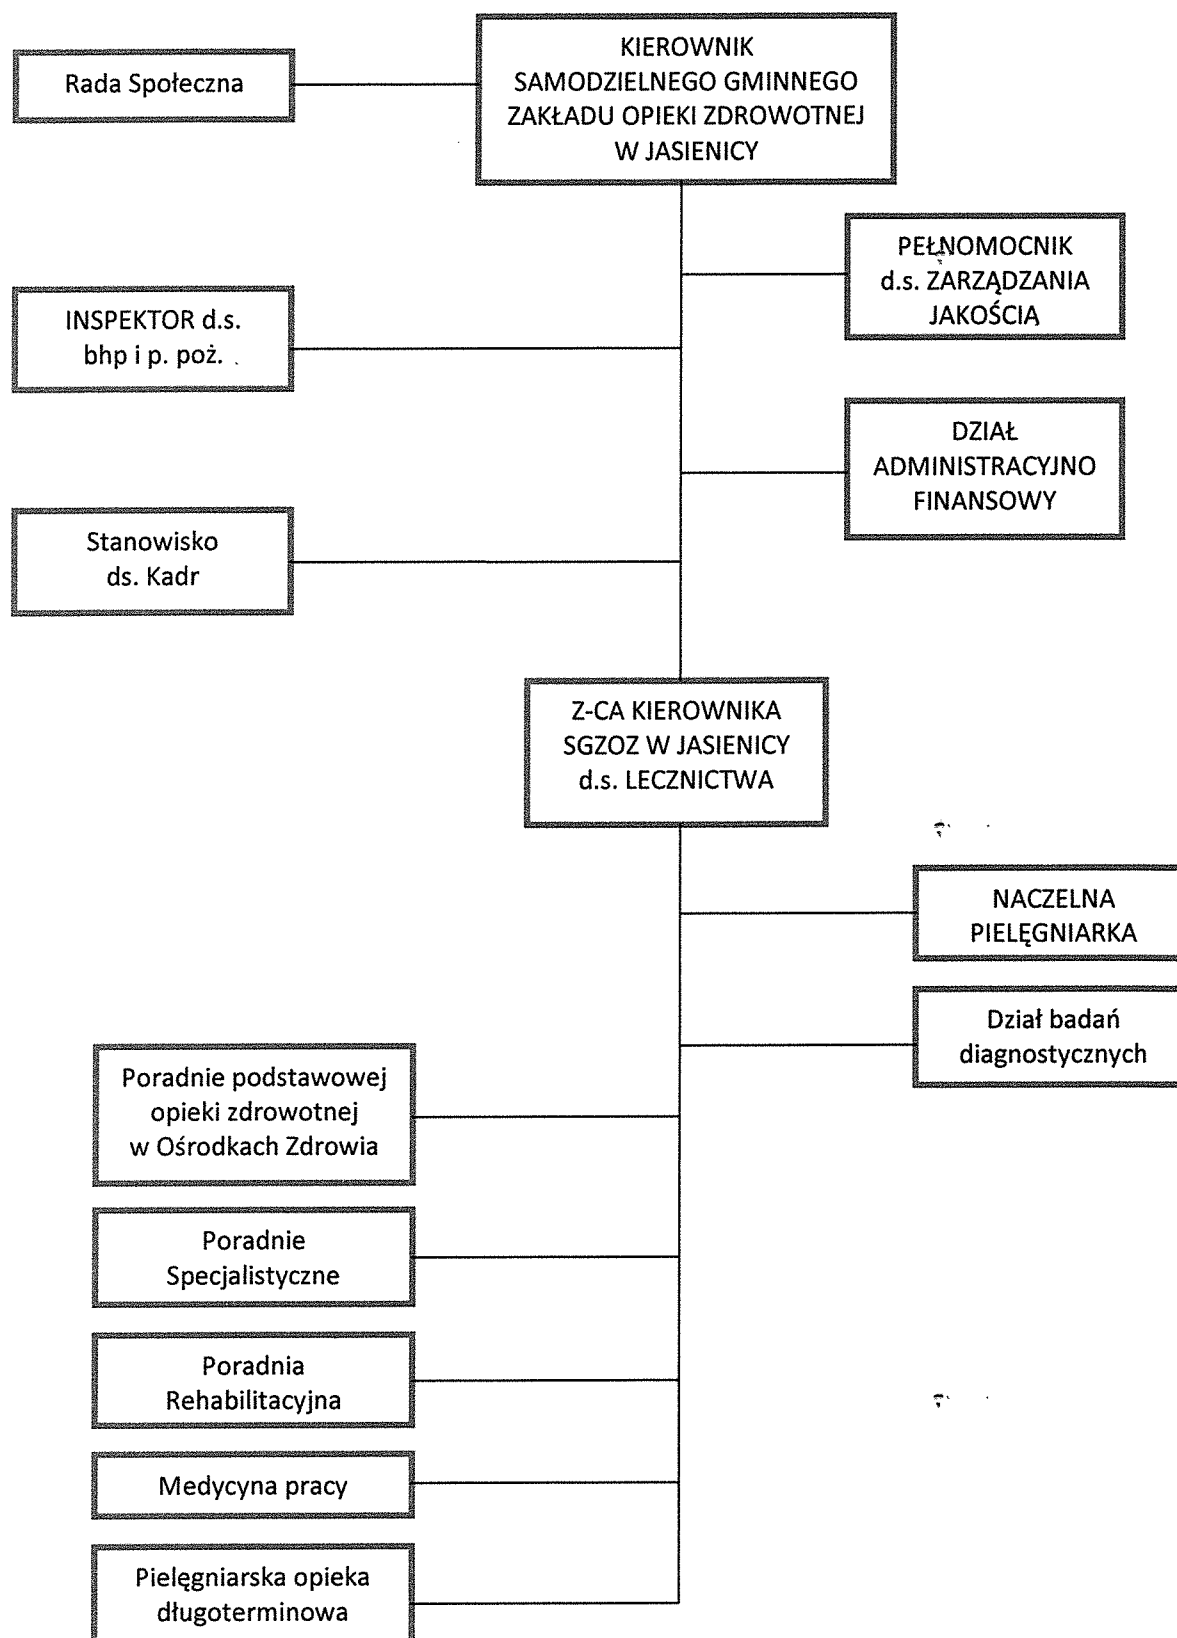 Rada Społeczna
KIEROWNIK
SAMODZIELNEGO GMINNEGO
ZAKŁADU OPIEKI ZDROWOTNEJ
W JASIENICY
PEŁNOMOCNIK
d.s. ZARZĄDZANIA
JAKOŚCIĄ
INSPEKTOR d.s.
bhp i p. poż.
DZIAŁ
ADMINISTRACYJNO
FINANSOWY
Stanowisko
ds. Kadr
Z-CA KIEROWNIKA
SGZOZ W JASIENICY
d.s. LECZNICTWA
NACZELNA
PIELĘGNIARKA
Dział badań
diagnostycznych
Poradnie podstawowej
opieki zdrowotnej
w Ośrodkach Zdrowia
Poradnie
Specjalistyczne
Poradnia
Rehabilitacyjna
Medycyna pracy
Pielęgniarska opieka
długoterminowa